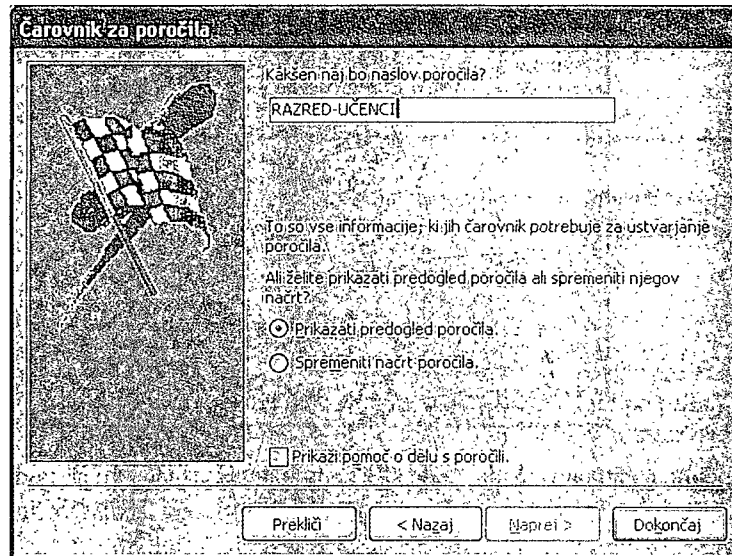 Čarovnik za poročila
Kakšen naj bo naslov poročila?
RAZRED-UČENCI
To so vse informacije, ki jih čarovnik potrebuje za ustvarjanje
poročila.
Ali želite prikazati predogled poročila ali spremeniti njegov
načrt?
Prikazati predogled poročila.
Spremeniti načrt poročila.
Prikaži pomoč o delu s poročili.
Prekliči
< Nazaj
Naprej >
Dokončaj